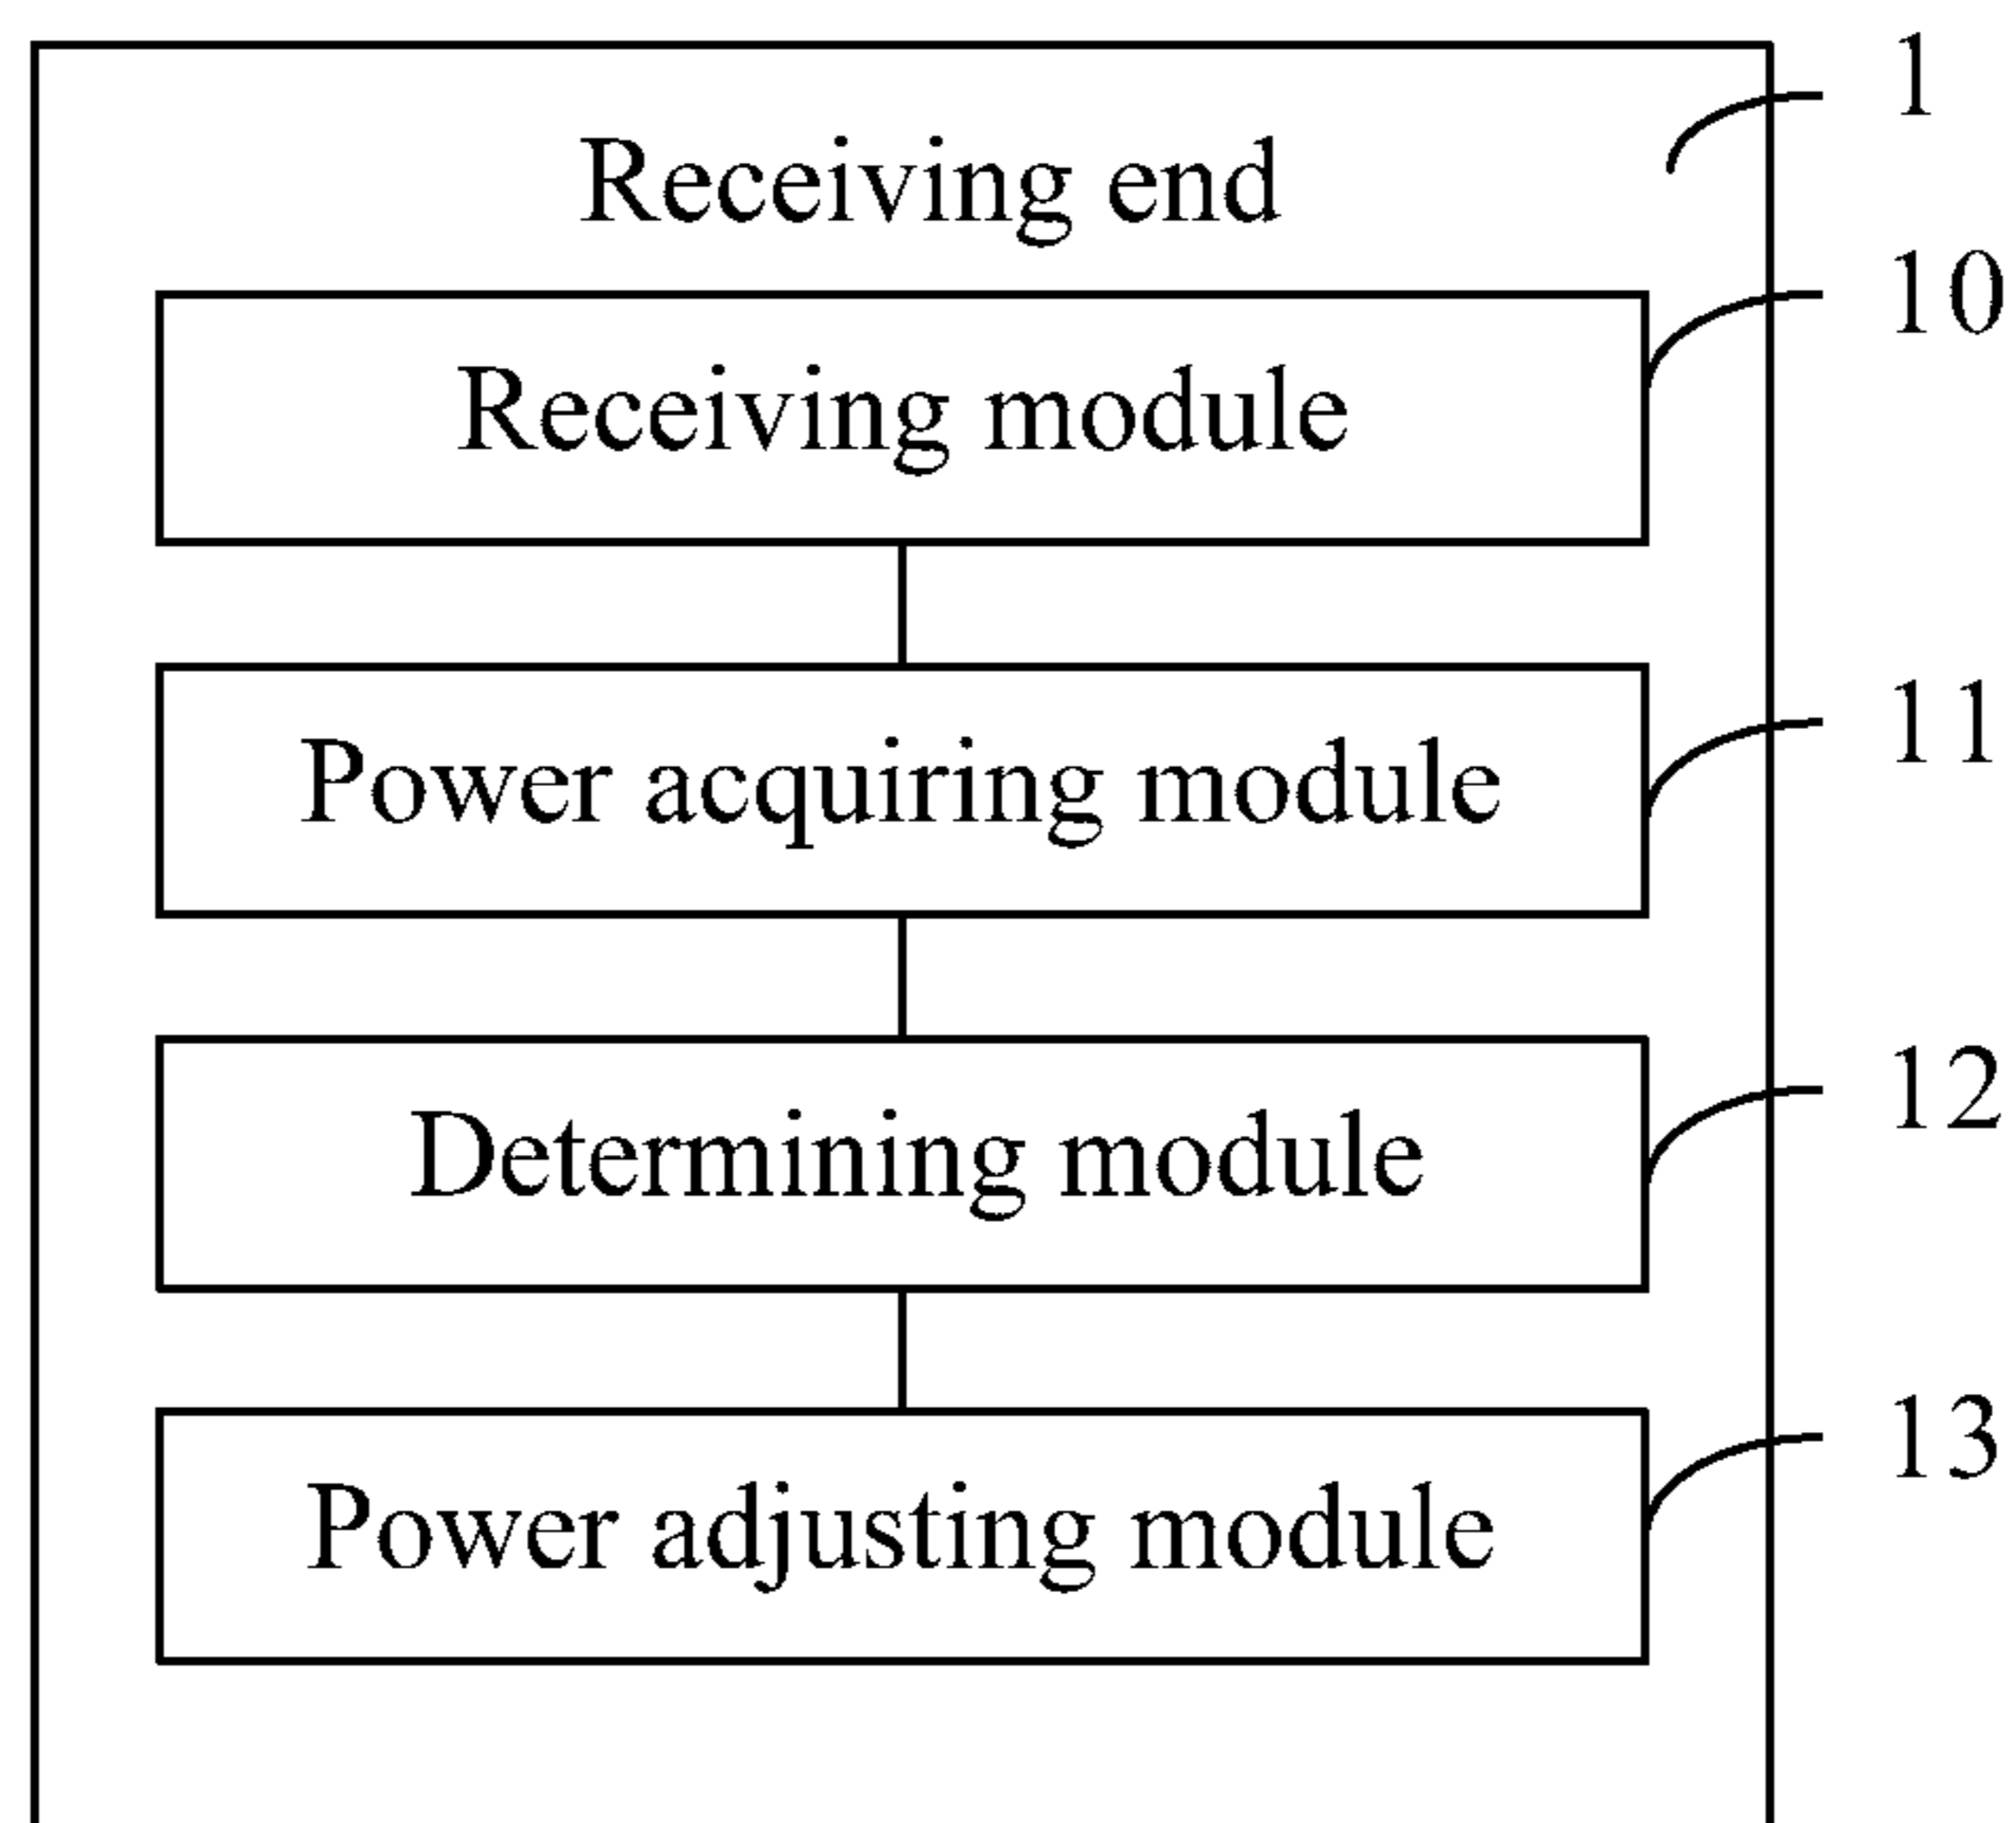 1
Receiving end
10
Receiving module
11
Power acquiring module
12
Determining module
13
Power adjusting module